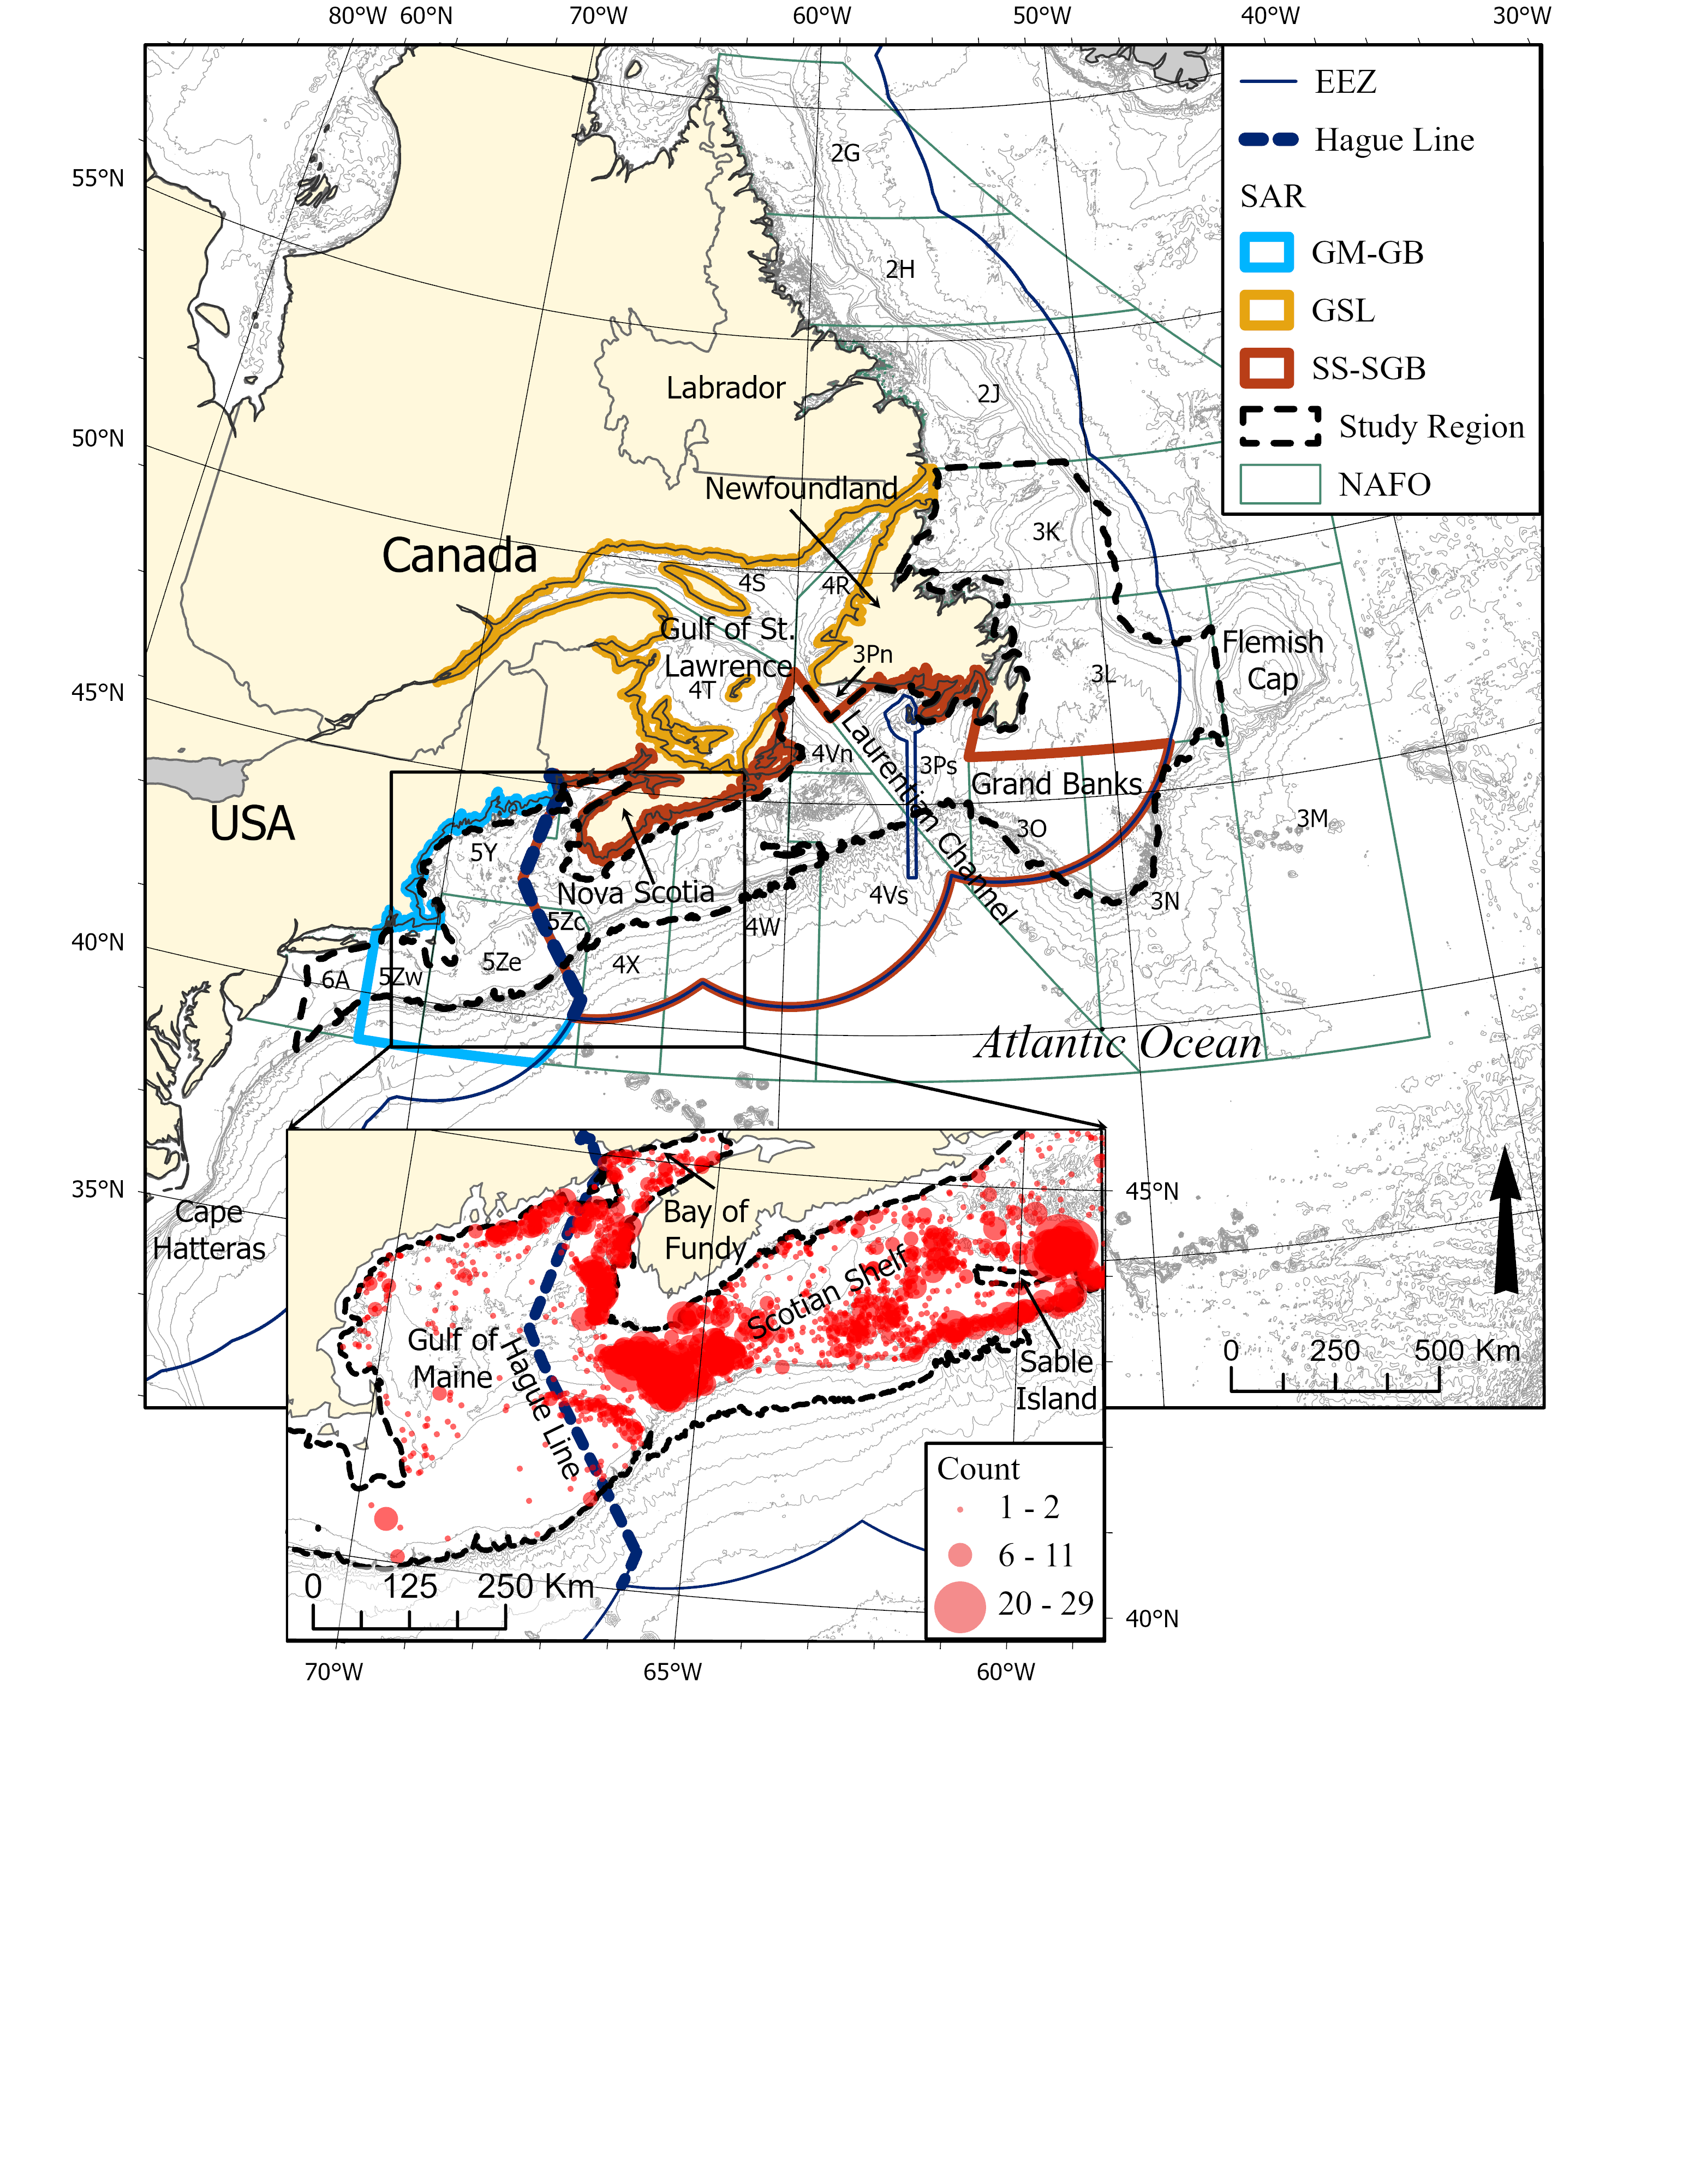 80°W 60°N 70°W 60°W 50°W 40°W 30°W
EEZ
Hague Line
SAR
GM-GB
GSL
SS-SGB
Study Region
NAFO
55°N
50°N
45°N
40°N
35°N
2G
2H
2J
Labrador
Newfoundland
3K
Canada
4S
4R
Gulf of St.
Lawrence
4T
3Pn
3L
Flemish
Cap
4Vn
Laurentian Channel
3Ps
Grand Banks
USA
3O
3M
5Y
Nova Scotia
4Vs
3N
5Zc
4W
6A
5Zw
5Ze
4X
Atlantic Ocean
Cape
Hatteras
45°N
Bay of
Fundy
Scotian Shelf
Gulf of
Maine
Hague Line
Sable
Island
0 250 500 Km
Count
1 - 2
6 - 11
20 - 29
0 125 250 Km
40°N
70°W 65°W 60°W